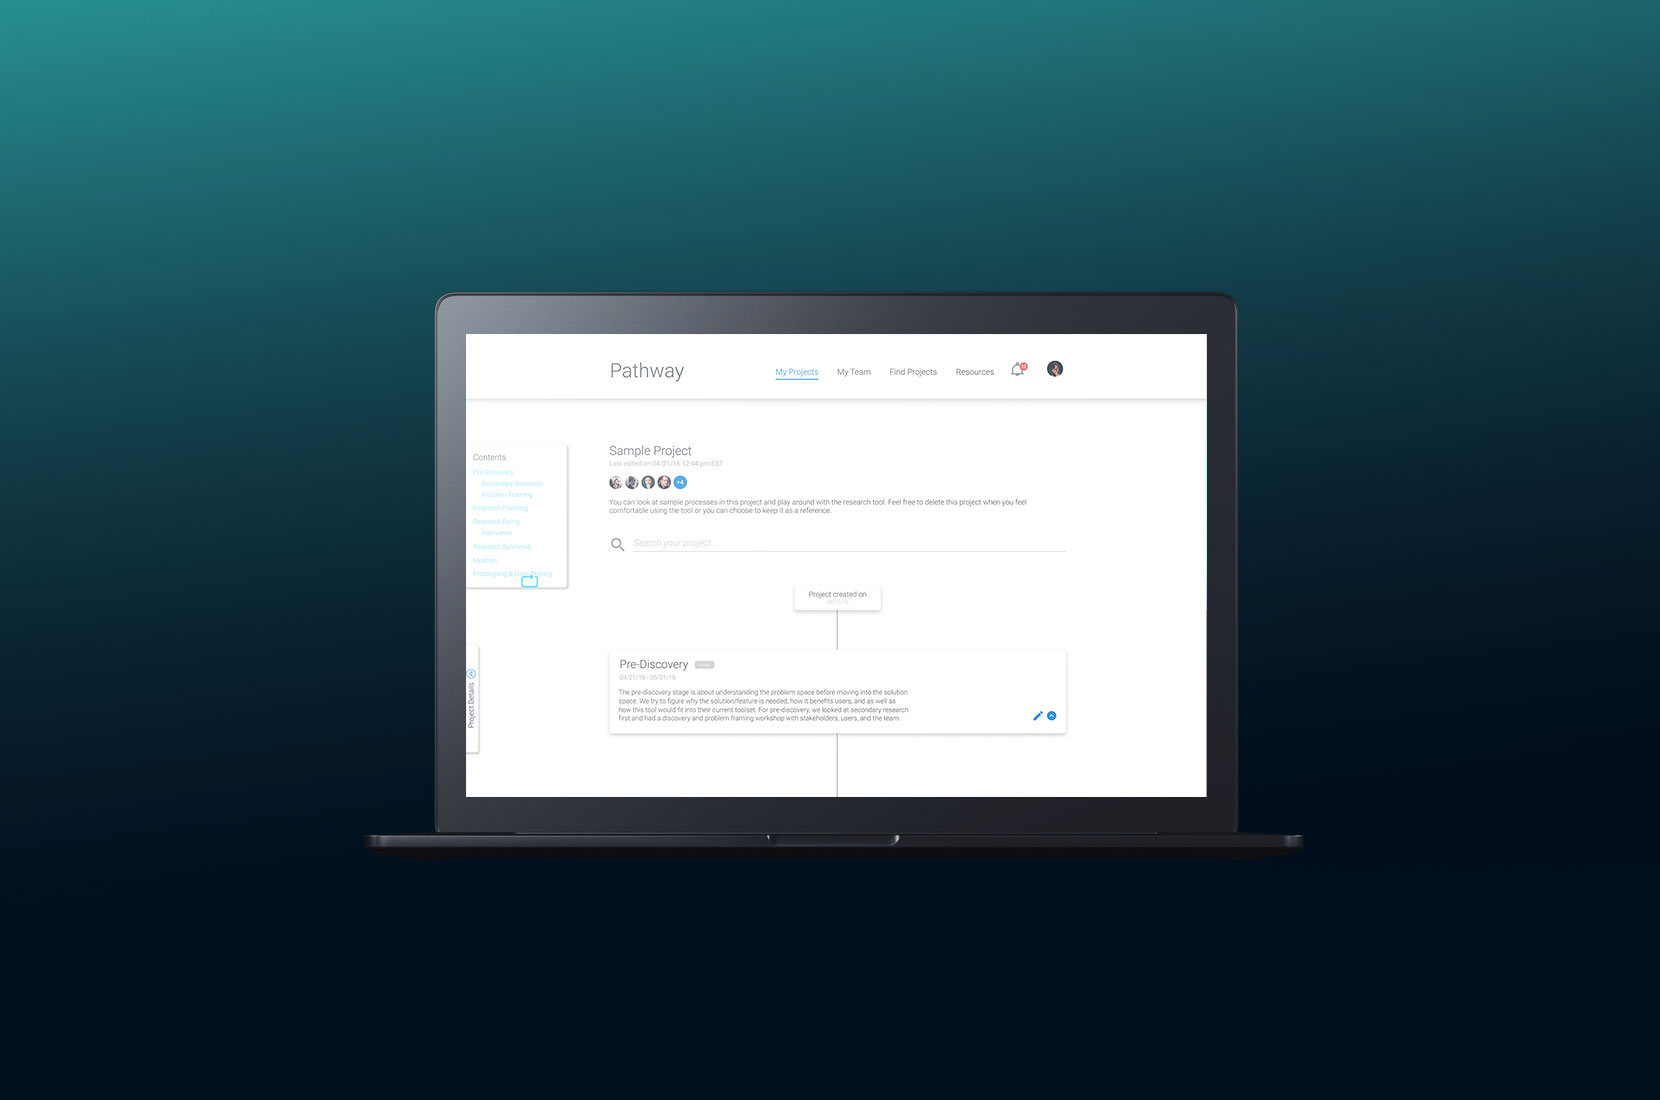 Pathway
My Projects
My Team
Find Projects
Resources
Contents
Pre-Discovery
Secondary Research
Problem Framing
Research Planning
Research Doing
Interviews
Research Synthesis
Ideation
Prototyping & User Testing
Project Details
Sample Project
Last edited on 04/21/16 12:44 pm EST
+4
You can look at sample processes in this project and play around with the research tool. Feel free to delete this project when you feel
comfortable using the tool or you can choose to keep it as a reference.
Search your project...
Project created on
Pre-Discovery
04/21/16 - 05/21/16
The pre-discovery stage is about understanding the problem space before moving into the solution
space. We try to figure why the solution/feature is needed, how it benefits users, and as well as
how this tool would fit into their current toolset. For pre-discovery, we looked at secondary research
first and had a discovery and problem framing workshop with stakeholders, users, and the team.